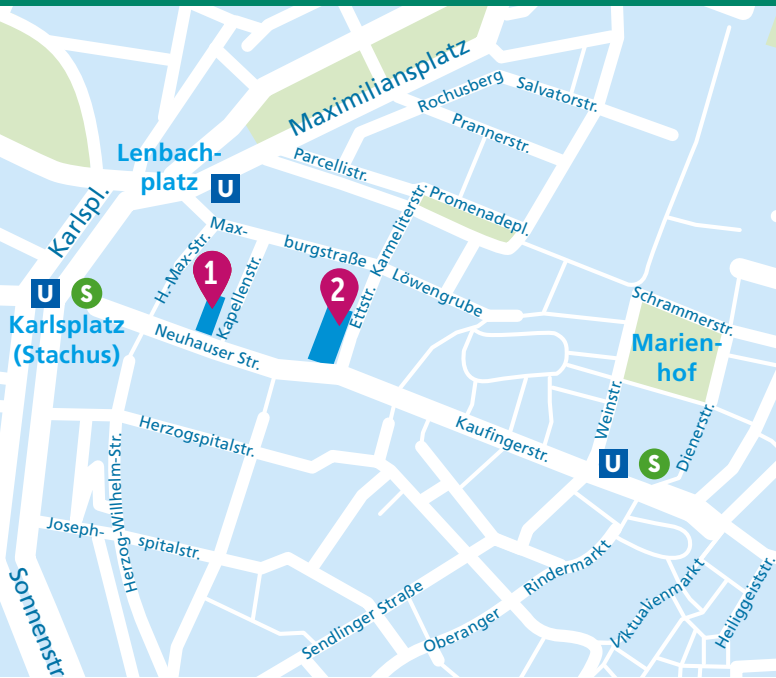 Maximiliansplatz
Rochusberg
Salvatorstr.
Prannerstr.
Lenbach-
platz
U
Parcellistr.
Promenadepl.
Karlspl.
Max-
burgstraße
Karmeliterstr.
Löwengrube
H.-Max-Str.
Kapellenstr.
Ettstr.
1
2
U
S
Karlsplatz
(Stachus)
Neuhauser Str.
Schrammerstr.
Marien-
hof
Weinstr.
Dienerstr.
Kaufingerstr.
U
S
Herzogspitalstr.
Herzog-Willhelm-Str.
Joseph-
spitalstr.
Sonnenstr
Sendlinger Straße
Oberanger
Rindermarkt
Viktualienmarkt
Heiliggeiststr.